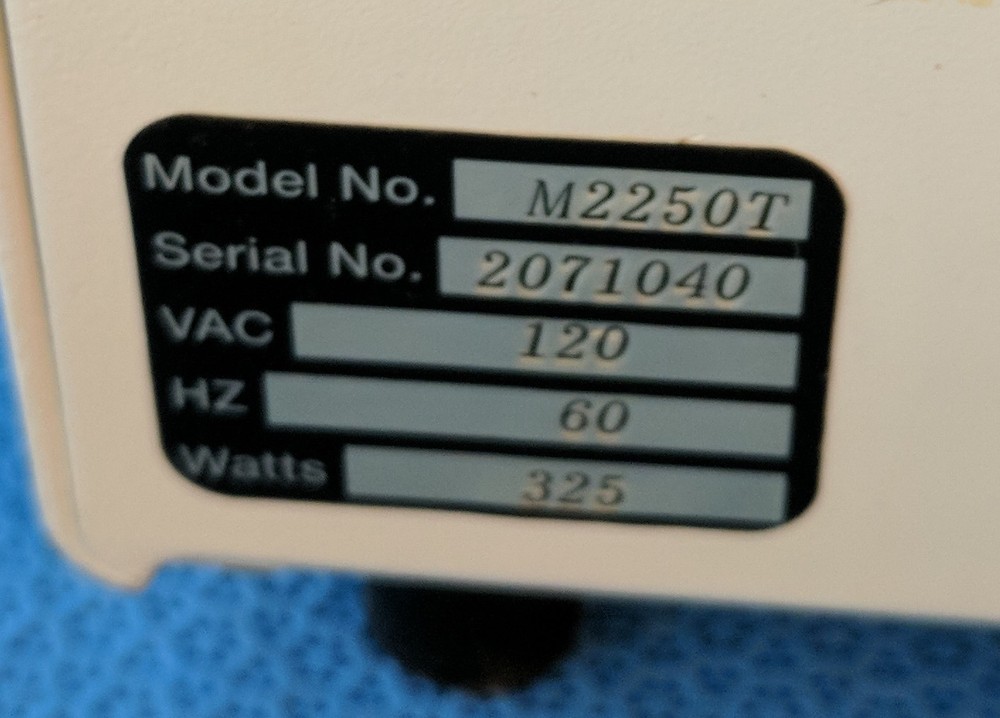 Model No. M2250T
Serial No. 2071040
VAC 120
HZ 60
Watts 325